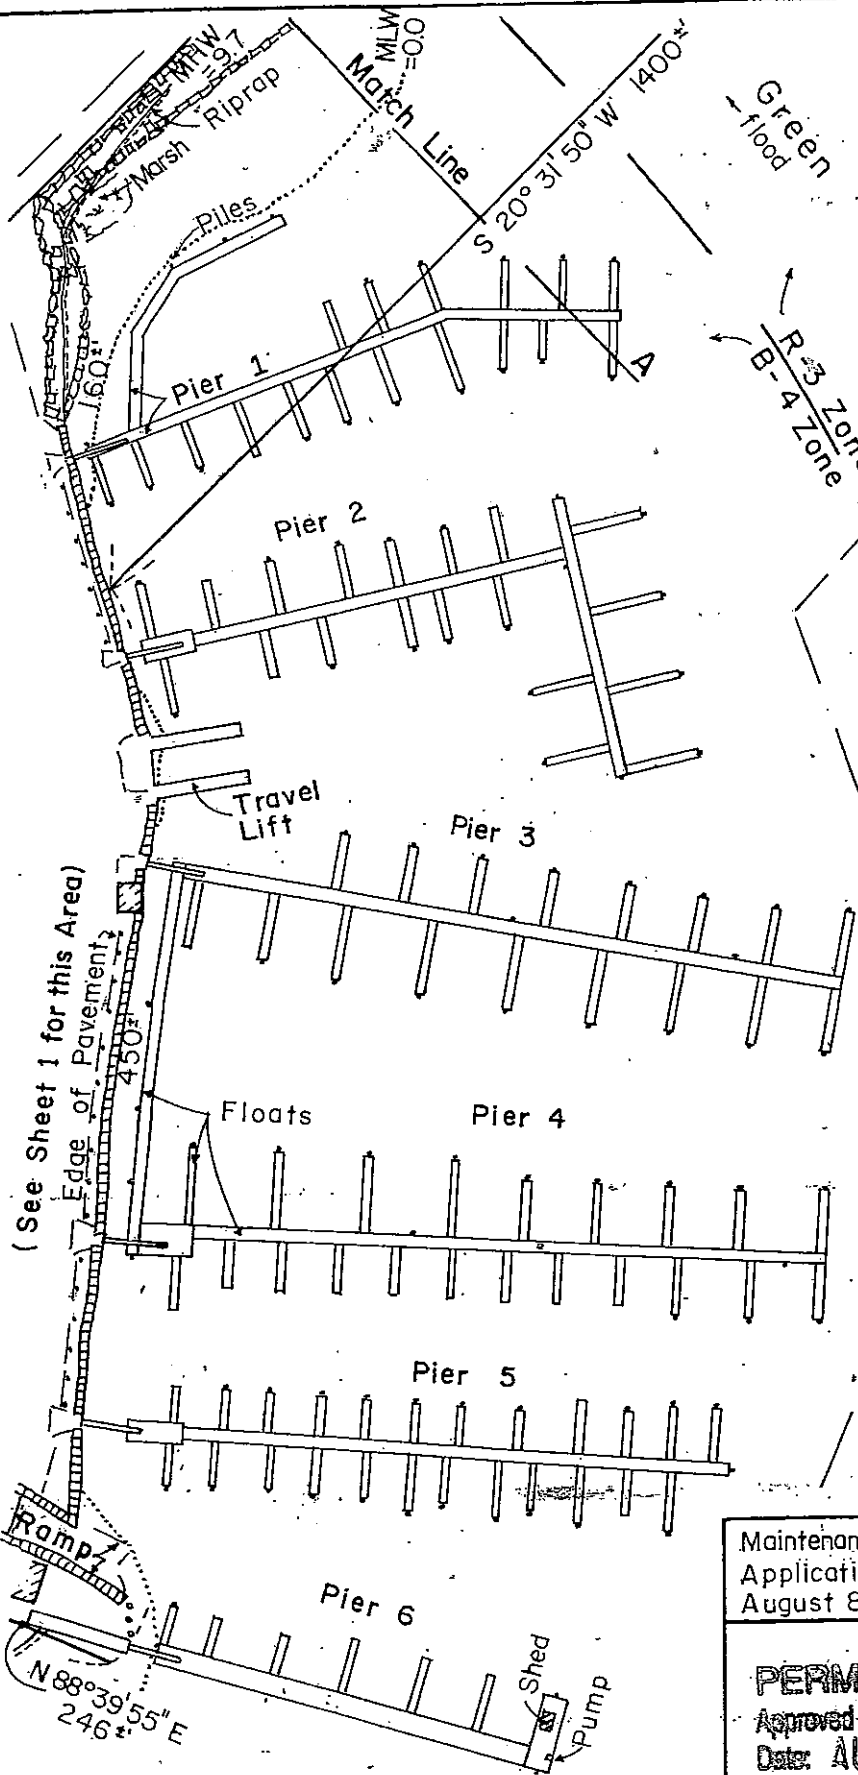 MHW
=9.7
Riprap
Marsh
MLW
=0.0
Match Line
S 20° 31' 50" W 1400±'
Green
flood
Piles
160±'
Pier 1
A
R-3 Zone
B-4 Zone
Pier 2
Travel
Lift
Pier 3
(See Sheet 1 for this Area)
Edge of Pavement
450±'
Floats
Pier 4
Pier 5
Ramp
Pier 6
Shed
Pump
N 88°39'55" E
246±'
Maintenan
Applicati
August 8
PERM
Approved
Date: AU